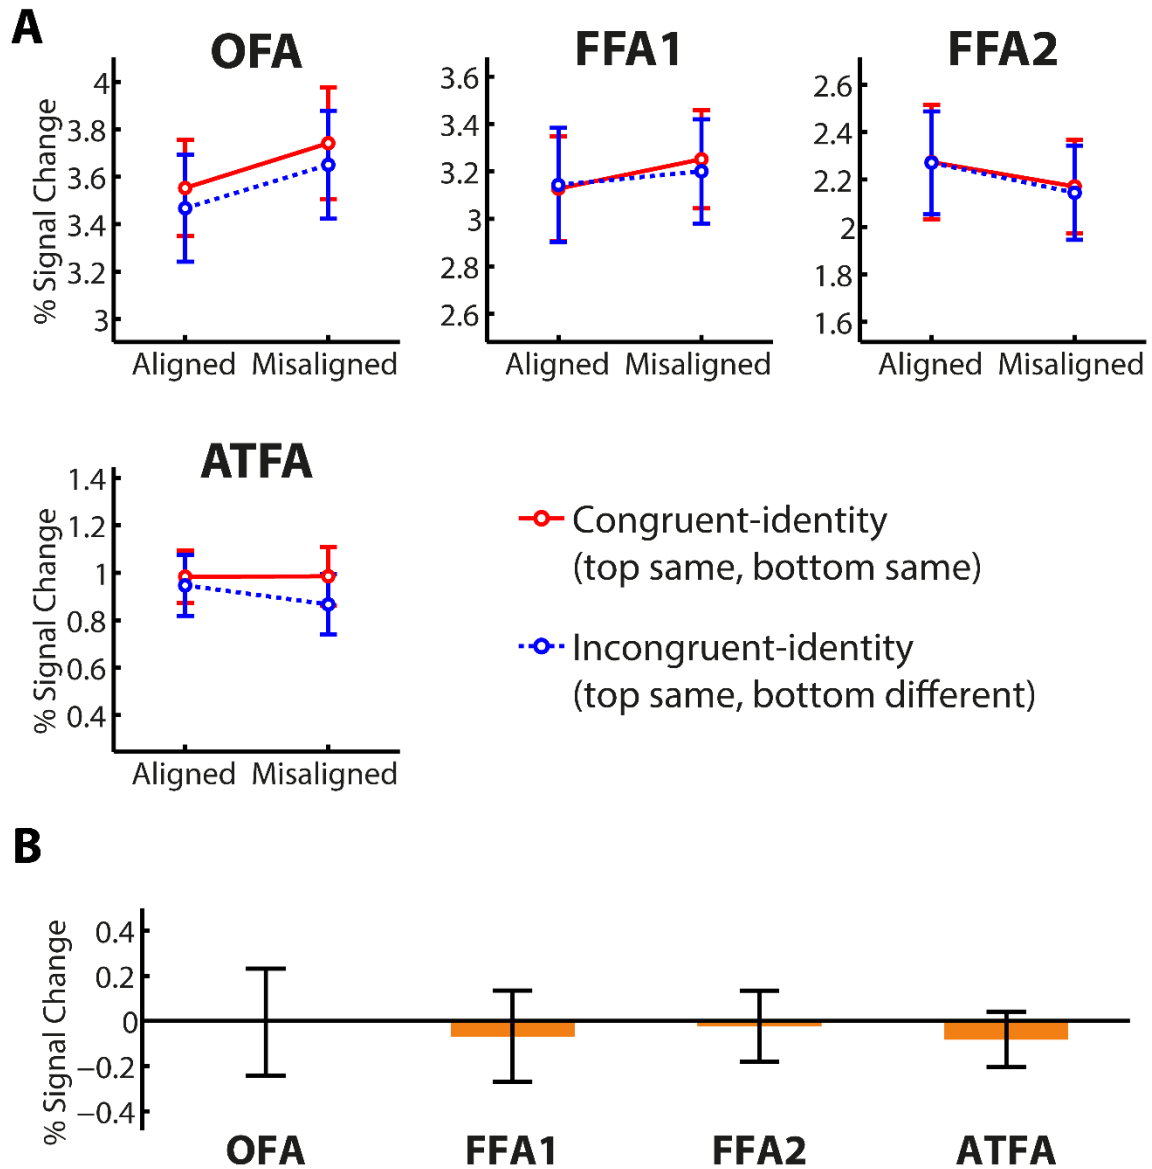 A
OFA
FFA1
FFA2
% Signal Change
4
3.8
3.6
3.4
3.2
3
3.6
3.4
3.2
3
2.8
2.6
2.6
2.4
2.2
2
1.8
1.6
Aligned Misaligned
Aligned Misaligned
Aligned Misaligned
ATFA
% Signal Change
1.4
1.2
1
0.8
0.6
0.4
Aligned Misaligned
Congruent-identity
(top same, bottom same)
Incongruent-identity
(top same, bottom different)
B
% Signal Change
0.4
0.2
0
−0.2
−0.4
OFA
FFA1
FFA2
ATFA